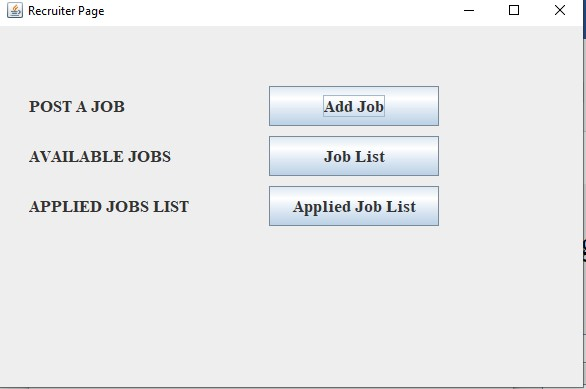 Recruiter Page
POST A JOB Add Job
AVAILABLE JOBS Job List
APPLIED JOBS LIST Applied Job List